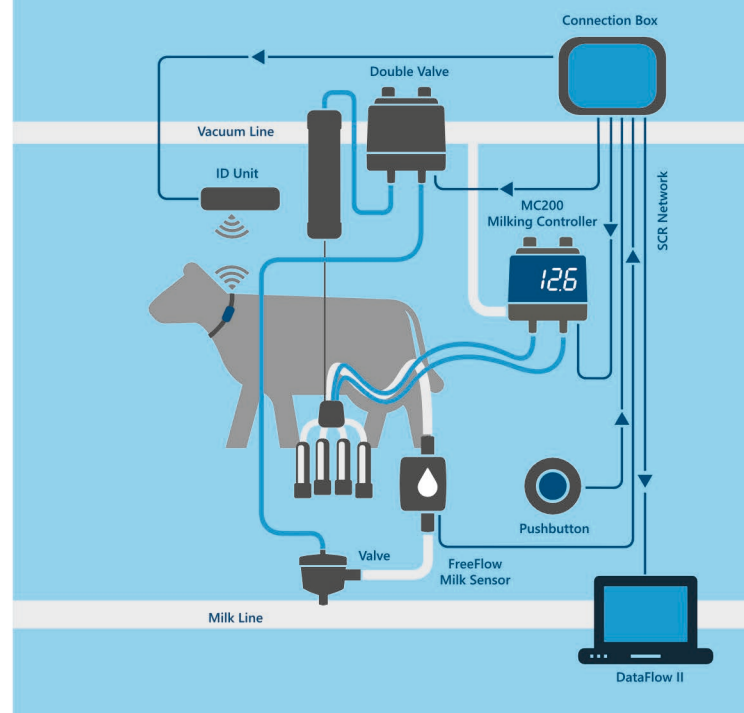 Connection Box
Double Valve
Vacuum Line
ID Unit
MC200
Milking Controller
SCR Network
12.6
Pushbutton
Valve
FreeFlow
Milk Sensor
Milk Line
DataFlow II